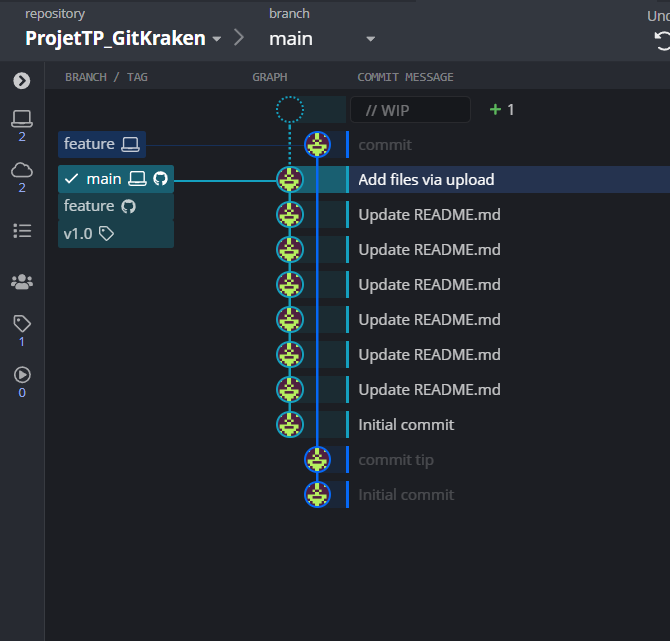 repository
ProjetTP_GitKraken
branch
main
Und
BRANCH / TAG
GRAPH
COMMIT MESSAGE
// WIP
+ 1
feature
commit
main
Add files via upload
feature
Update README.md
v1.0
Update README.md
Update README.md
Update README.md
Update README.md
Update README.md
Initial commit
commit tip
Initial commit
2
2
1
0